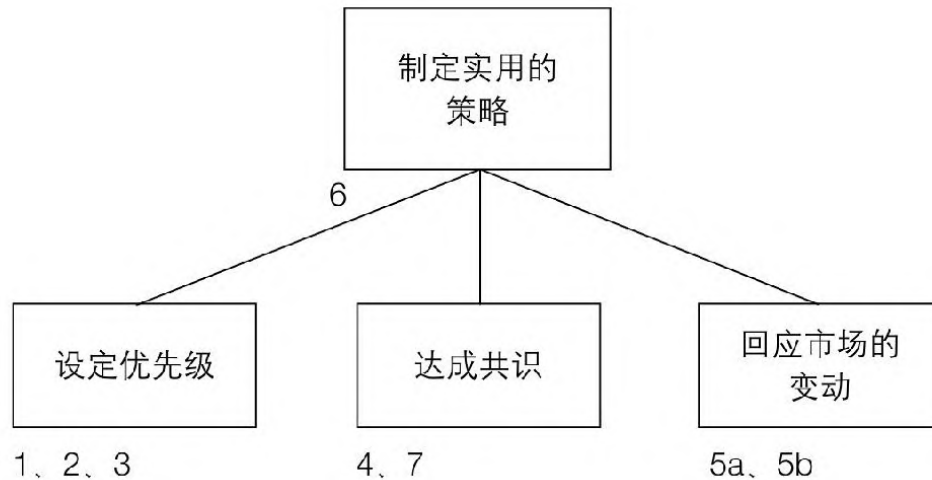 制定实用的
策略
6
设定优先级
达成共识
回应市场的
变动
1、2、3
4、7
5a、5b